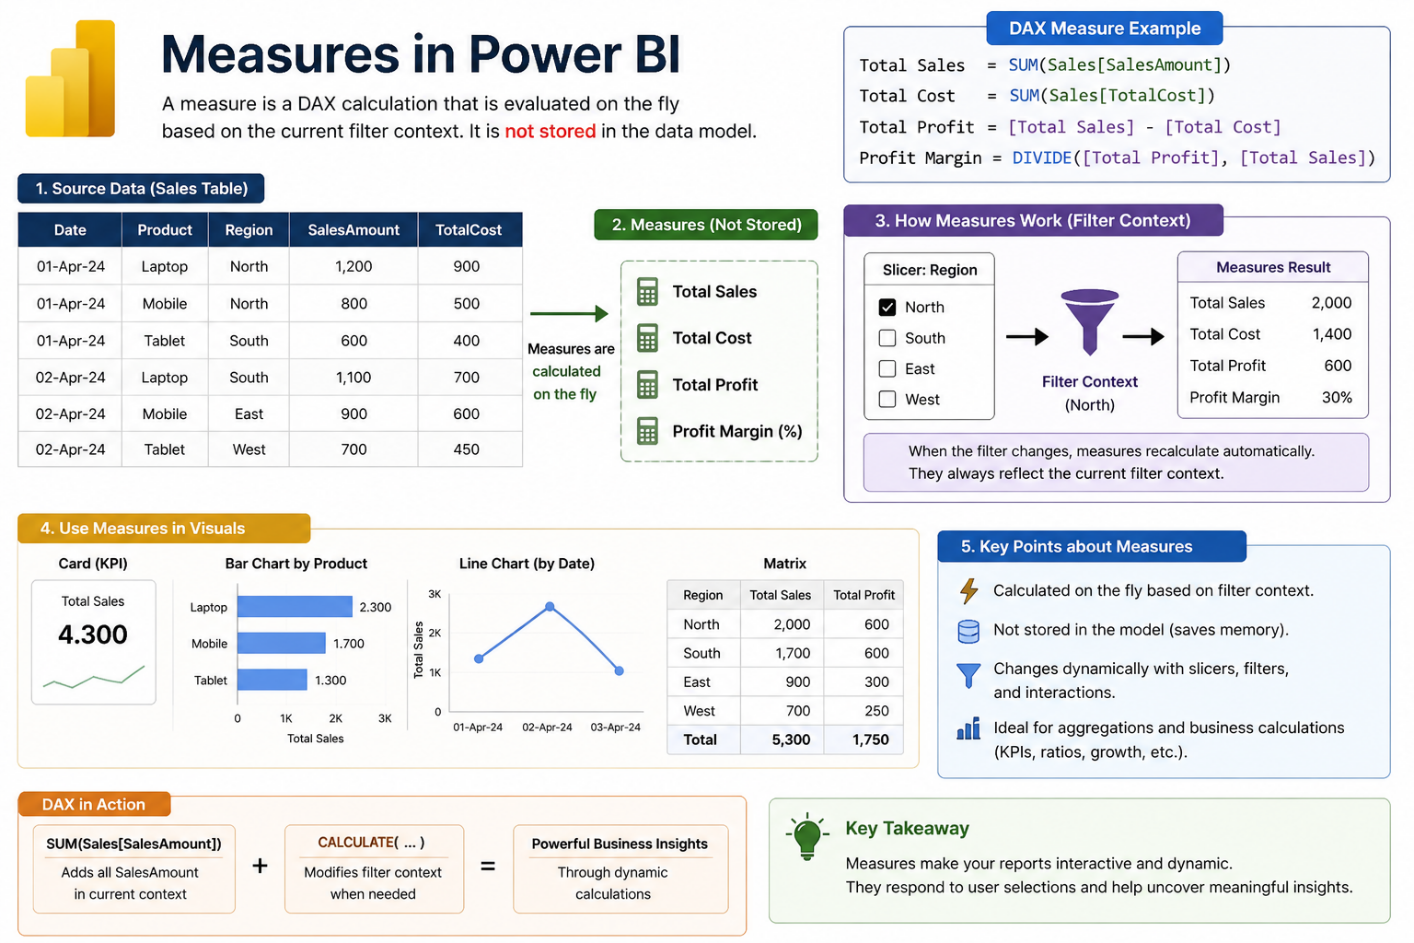 Measures in Power BI
A measure is a DAX calculation that is evaluated on the fly
based on the current filter context. It is not stored in the data model.
DAX Measure Example
Total Sales = SUM(Sales[SalesAmount])
Total Cost = SUM(Sales[TotalCost])
Total Profit = [Total Sales] - [Total Cost]
Profit Margin = DIVIDE([Total Profit], [Total Sales])
1. Source Data (Sales Table)
Date Product Region SalesAmount TotalCost
01-Apr-24 Laptop North 1,200 900
01-Apr-24 Mobile North 800 500
01-Apr-24 Tablet South 600 400
02-Apr-24 Laptop South 1,100 700
02-Apr-24 Mobile East 900 600
02-Apr-24 Tablet West 700 450
Measures are
calculated
on the fly
2. Measures (Not Stored)
Total Sales
Total Cost
Total Profit
Profit Margin (%)
3. How Measures Work (Filter Context)
Slicer: Region
North
South
East
West
Filter Context
(North)
Measures Result
Total Sales 2,000
Total Cost 1,400
Total Profit 600
Profit Margin 30%
When the filter changes, measures recalculate automatically.
They always reflect the current filter context.
4. Use Measures in Visuals
Card (KPI)
Total Sales
4.300
Bar Chart by Product
Laptop 2.300
Mobile 1.700
Tablet 1.300
0 1K 2K 3K
Total Sales
Line Chart (by Date)
Total Sales
3K
2K
1K
0
01-Apr-24 02-Apr-24 03-Apr-24
Matrix
Region Total Sales Total Profit
North 2,000 600
South 1,700 600
East 900 300
West 700 250
Total 5,300 1,750
5. Key Points about Measures
Calculated on the fly based on filter context.
Not stored in the model (saves memory).
Changes dynamically with slicers, filters,
and interactions.
Ideal for aggregations and business calculations
(KPIs, ratios, growth, etc.).
DAX in Action
SUM(Sales[SalesAmount])
Adds all SalesAmount
in current context
+
CALCULATE( ... )
Modifies filter context
when needed
=
Powerful Business Insights
Through dynamic
calculations
Key Takeaway
Measures make your reports interactive and dynamic.
They respond to user selections and help uncover meaningful insights.